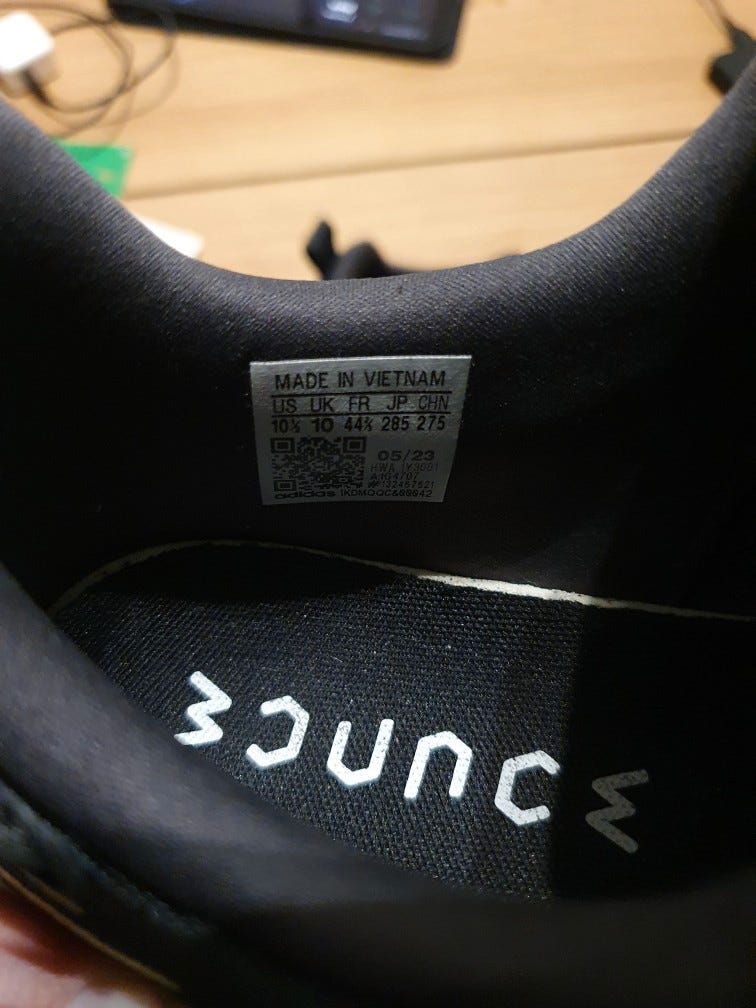 MADE IN VIETNAM
US UK FR JP CHN
10½ 10 44⅔ 285 275
05/23
HWA
adidas
BOUNCE